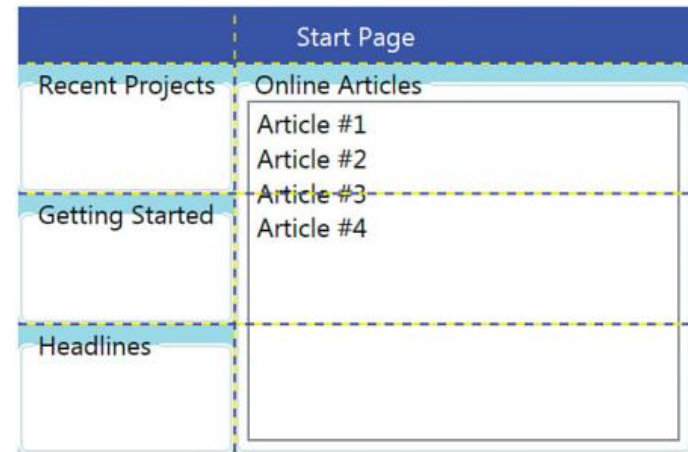 Start Page
Recent Projects
Online Articles
Article #1
Article #2
Article #3
Article #4
Getting Started
Headlines